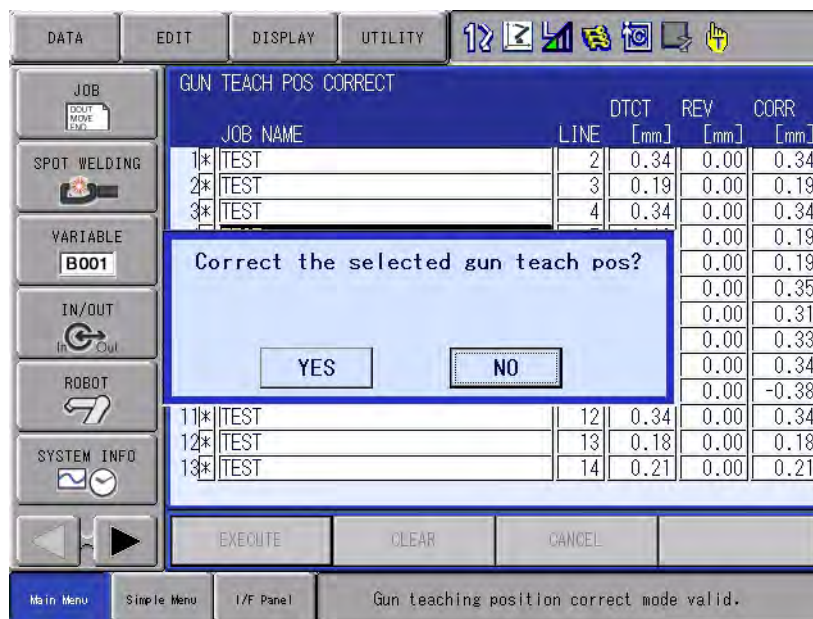 DATA EDIT DISPLAY UTILITY
JOB
DOUT
MOVE
END
SPOT WELDING
VARIABLE
B001
IN/OUT
In Out
ROBOT
SYSTEM INFO
GUN TEACH POS CORRECT
DTCT REV CORR
JOB NAME LINE [mm] [mm] [mm]
1* TEST 2 0.34 0.00 0.34
2* TEST 3 0.19 0.00 0.19
3* TEST 4 0.34 0.00 0.34
0.00 0.19
0.00 0.19
0.00 0.35
0.00 0.31
0.00 0.33
0.00 0.34
0.00 -0.38
Correct the selected gun teach pos?
YES NO
11* TEST 12 0.34 0.00 0.34
12* TEST 13 0.18 0.00 0.18
13* TEST 14 0.21 0.00 0.21
EXECUTE CLEAR CANCEL
Main Menu Simple Menu I/F Panel Gun teaching position correct mode valid.